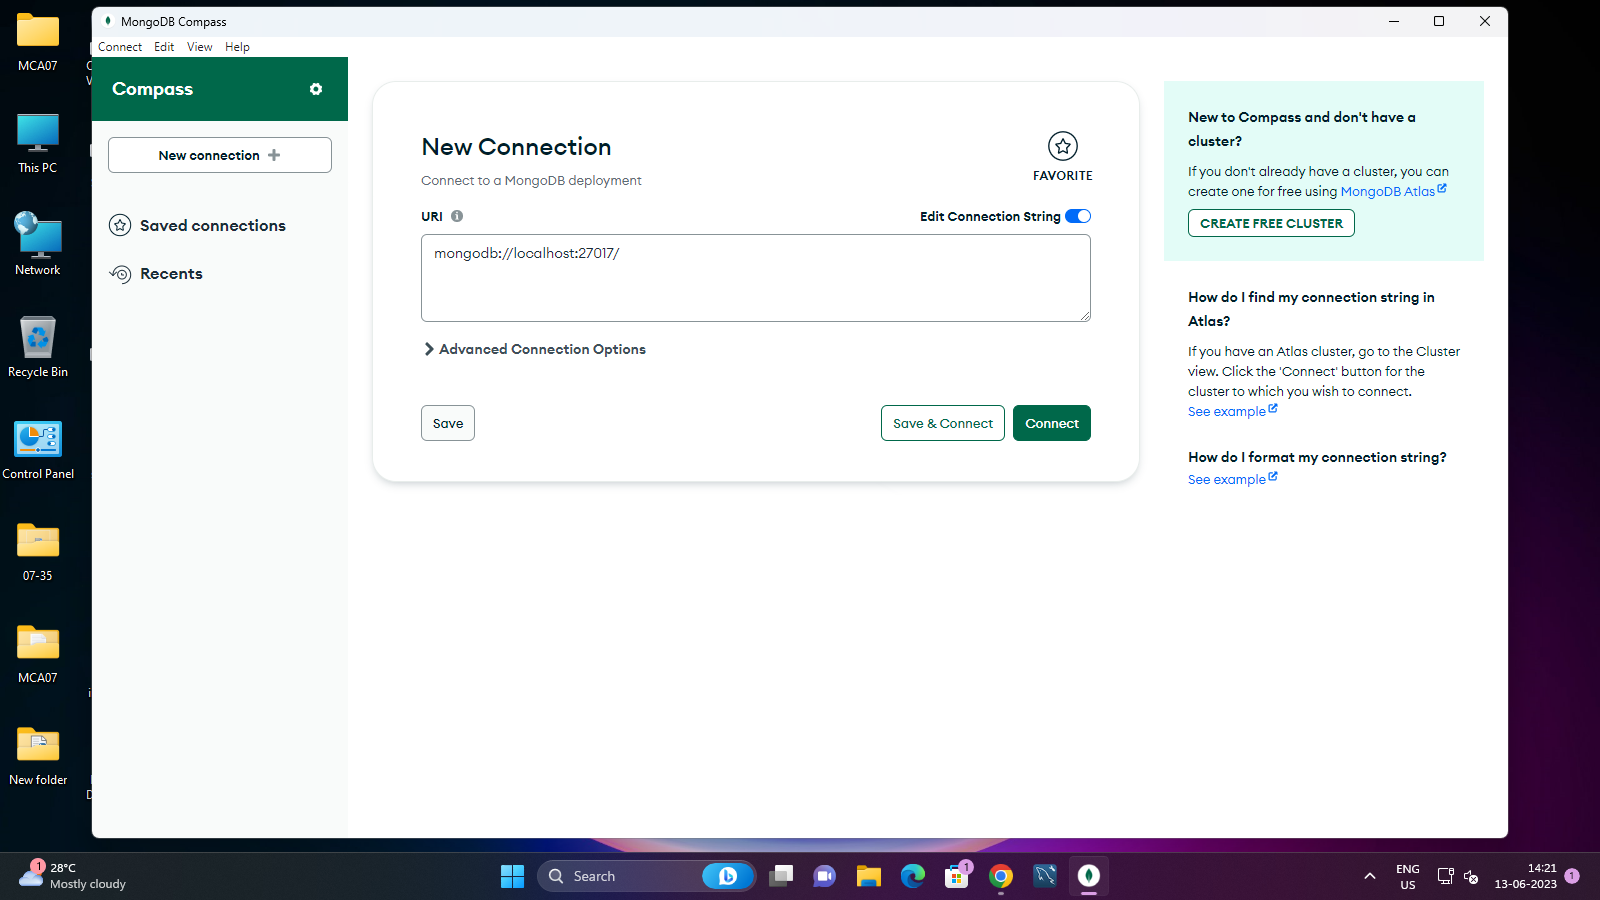 MCA07
This PC
Network
Recycle Bin
Control Panel
07-35
MCA07
New folder
MongoDB Compass
Connect Edit View Help
Compass
New connection
Saved connections
Recents
New Connection
Connect to a MongoDB deployment
FAVORITE
URI
Edit Connection String
mongodb://localhost:27017/
Advanced Connection Options
Save
Save & Connect
Connect
New to Compass and don't have a
cluster?
If you don't already have a cluster, you can
create one for free using MongoDB Atlas
CREATE FREE CLUSTER
How do I find my connection string in
Atlas?
If you have an Atlas cluster, go to the Cluster
view. Click the 'Connect' button for the
cluster to which you wish to connect.
See example
How do I format my connection string?
See example
1
28°C
Mostly cloudy
Search
1
ENG
US
14:21
13-06-2023
1